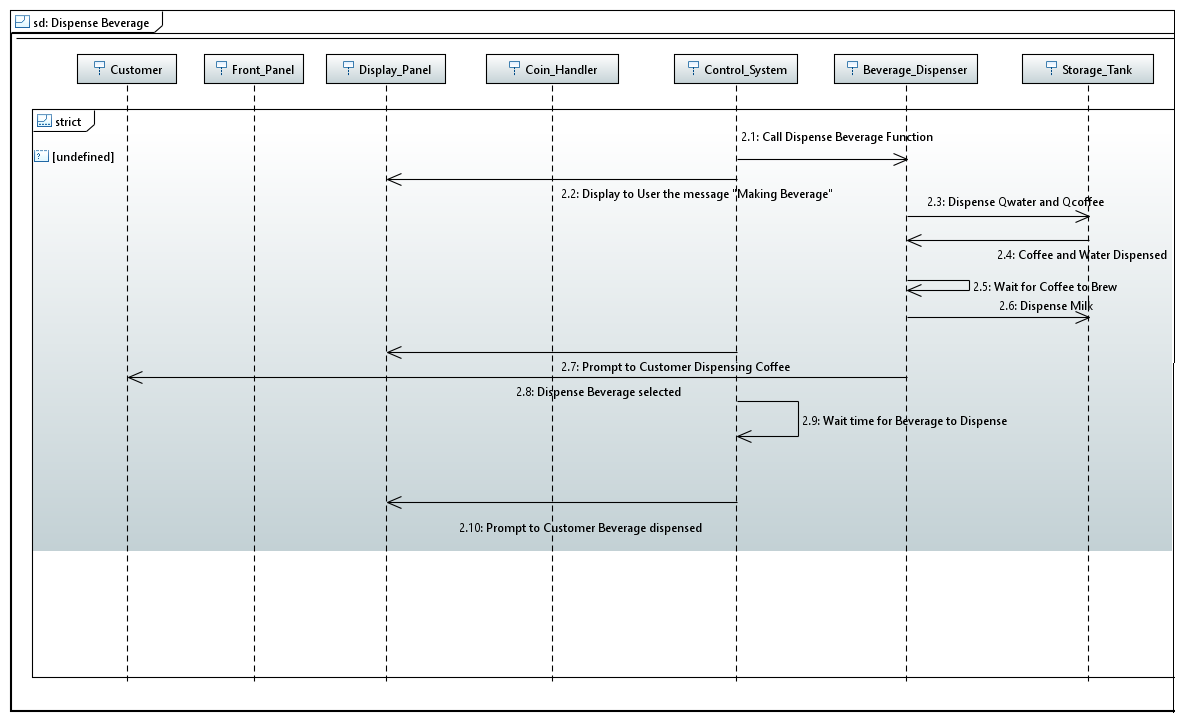 sd: Dispense Beverage
Customer
Front_Panel
Display_Panel
Coin_Handler
Control_System
Beverage_Dispenser
Storage_Tank
strict
[undefined]
2.1: Call Dispense Beverage Function
2.2: Display to User the message "Making Beverage"
2.3: Dispense Qwater and Qcoffee
2.4: Coffee and Water Dispensed
2.5: Wait for Coffee to Brew
2.6: Dispense Milk
2.7: Prompt to Customer Dispensing Coffee
2.8: Dispense Beverage selected
2.9: Wait time for Beverage to Dispense
2.10: Prompt to Customer Beverage dispensed